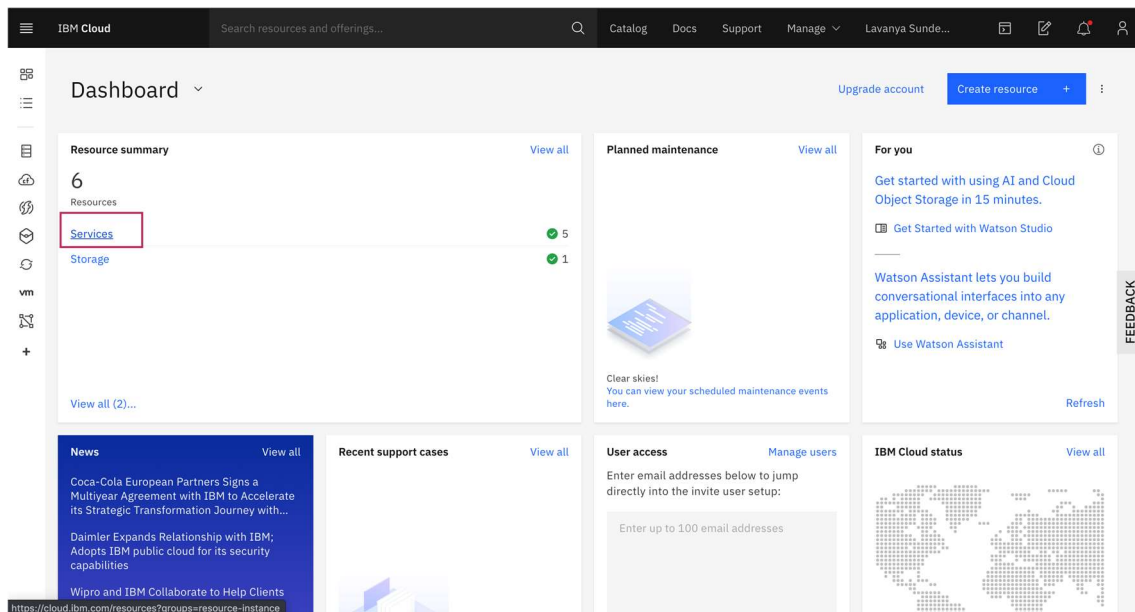 IBM Cloud
Search resources and offerings...
Catalog
Docs
Support
Manage
Lavanya Sunde...
Dashboard
Upgrade account
Create resource +
Resource summary
View all
6
Resources
Services
5
Storage
1
View all (2)...
Planned maintenance
View all
Clear skies!
You can view your scheduled maintenance events
here.
For you
Get started with using AI and Cloud
Object Storage in 15 minutes.
Get Started with Watson Studio
Watson Assistant lets you build
conversational interfaces into any
application, device, or channel.
Use Watson Assistant
Refresh
FEEDBACK
vm
News
View all
Coca-Cola European Partners Signs a
Multiyear Agreement with IBM to Accelerate
its Strategic Transformation Journey with...
Daimler Expands Relationship with IBM;
Adopts IBM public cloud for its security
capabilities
Wipro and IBM Collaborate to Help Clients
Recent support cases
View all
User access
Manage users
Enter email addresses below to jump
directly into the invite user setup:
Enter up to 100 email addresses
IBM Cloud status
View all
https://cloud.ibm.com/resources?groups=resource-instance